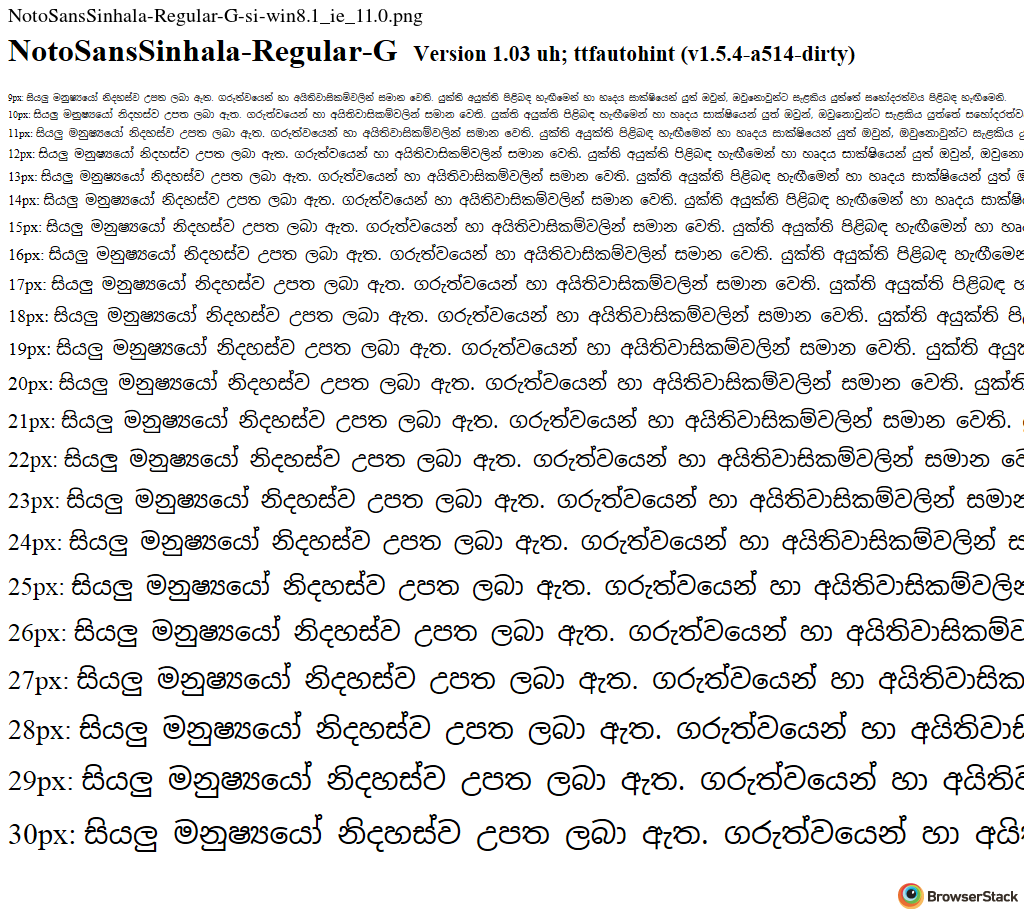 NotoSansSinhala-Regular-G-si-win8.1_ie_11.0.png
NotoSansSinhala-Regular-G Version 1.03 uh; ttfautohint (v1.5.4-a514-dirty)
9px: සියලු මනුෂ්‍යයෝ නිදහස්ව උපත ලබා ඇත. ගරුත්වයෙන් හා අයිතිවාසිකම්වලින් සමාන වෙති. යුක්ති අයුක්ති පිළිබඳ හැඟීමෙන් හා හෘදය සාක්ෂියෙන් යුත් ඔවුන්, ඔවුනොවුන්ට සැළකිය යුත්තේ සහෝදරත්වය පිළිබඳ හැඟීමෙනි.
10px: සියලු මනුෂ්‍යයෝ නිදහස්ව උපත ලබා ඇත. ගරුත්වයෙන් හා අයිතිවාසිකම්වලින් සමාන වෙති. යුක්ති අයුක්ති පිළිබඳ හැඟීමෙන් හා හෘදය සාක්ෂියෙන් යුත් ඔවුන්, ඔවුනොවුන්ට සැළකිය යුත්තේ
11px: සියලු මනුෂ්‍යයෝ නිදහස්ව උපත ලබා ඇත. ගරුත්වයෙන් හා අයිතිවාසිකම්වලින් සමාන වෙති. යුක්ති අයුක්ති පිළිබඳ හැඟීමෙන් හා හෘදය සාක්ෂියෙන් යුත් ඔවුන්, ඔවුනොවුන්ට සැළකිය
12px: සියලු මනුෂ්‍යයෝ නිදහස්ව උපත ලබා ඇත. ගරුත්වයෙන් හා අයිතිවාසිකම්වලින් සමාන වෙති. යුක්ති අයුක්ති පිළිබඳ හැඟීමෙන් හා හෘදය සාක්ෂියෙන් යුත් ඔවුන්,
13px: සියලු මනුෂ්‍යයෝ නිදහස්ව උපත ලබා ඇත. ගරුත්වයෙන් හා අයිතිවාසිකම්වලින් සමාන වෙති. යුක්ති අයුක්ති පිළිබඳ හැඟීමෙන් හා හෘදය සාක්ෂියෙන් යුත්
14px: සියලු මනුෂ්‍යයෝ නිදහස්ව උපත ලබා ඇත. ගරුත්වයෙන් හා අයිතිවාසිකම්වලින් සමාන වෙති. යුක්ති අයුක්ති පිළිබඳ හැඟීමෙන් හා හෘදය
15px: සියලු මනුෂ්‍යයෝ නිදහස්ව උපත ලබා ඇත. ගරුත්වයෙන් හා අයිතිවාසිකම්වලින් සමාන වෙති. යුක්ති අයුක්ති පිළිබඳ හැඟීමෙන් හා
16px: සියලු මනුෂ්‍යයෝ නිදහස්ව උපත ලබා ඇත. ගරුත්වයෙන් හා අයිතිවාසිකම්වලින් සමාන වෙති. යුක්ති අයුක්ති පිළිබඳ
17px: සියලු මනුෂ්‍යයෝ නිදහස්ව උපත ලබා ඇත. ගරුත්වයෙන් හා අයිතිවාසිකම්වලින් සමාන වෙති. යුක්ති අයුක්ති පිළිබඳ
18px: සියලු මනුෂ්‍යයෝ නිදහස්ව උපත ලබා ඇත. ගරුත්වයෙන් හා අයිතිවාසිකම්වලින් සමාන වෙති. යුක්ති අයුක්ති
19px: සියලු මනුෂ්‍යයෝ නිදහස්ව උපත ලබා ඇත. ගරුත්වයෙන් හා අයිතිවාසිකම්වලින් සමාන වෙති. යුක්ති
20px: සියලු මනුෂ්‍යයෝ නිදහස්ව උපත ලබා ඇත. ගරුත්වයෙන් හා අයිතිවාසිකම්වලින් සමාන වෙති. යුක්ති
21px: සියලු මනුෂ්‍යයෝ නිදහස්ව උපත ලබා ඇත. ගරුත්වයෙන් හා අයිතිවාසිකම්වලින් සමාන වෙති.
22px: සියලු මනුෂ්‍යයෝ නිදහස්ව උපත ලබා ඇත. ගරුත්වයෙන් හා අයිතිවාසිකම්වලින් සමාන
23px: සියලු මනුෂ්‍යයෝ නිදහස්ව උපත ලබා ඇත. ගරුත්වයෙන් හා අයිතිවාසිකම්වලින් සමාන
24px: සියලු මනුෂ්‍යයෝ නිදහස්ව උපත ලබා ඇත. ගරුත්වයෙන් හා අයිතිවාසිකම්වලින්
25px: සියලු මනුෂ්‍යයෝ නිදහස්ව උපත ලබා ඇත. ගරුත්වයෙන් හා අයිතිවාසිකම්වලින්
26px: සියලු මනුෂ්‍යයෝ නිදහස්ව උපත ලබා ඇත. ගරුත්වයෙන් හා අයිතිවාසිකම්ව
27px: සියලු මනුෂ්‍යයෝ නිදහස්ව උපත ලබා ඇත. ගරුත්වයෙන් හා අයිතිවාසික
28px: සියලු මනුෂ්‍යයෝ නිදහස්ව උපත ලබා ඇත. ගරුත්වයෙන් හා අයිතිවාසි
29px: සියලු මනුෂ්‍යයෝ නිදහස්ව උපත ලබා ඇත. ගරුත්වයෙන් හා අයිතිව
30px: සියලු මනුෂ්‍යයෝ නිදහස්ව උපත ලබා ඇත. ගරුත්වයෙන් හා අයිති
BrowserStack